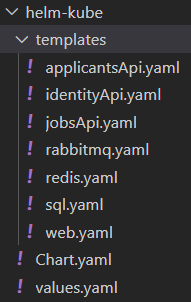 helm-kube
templates
applicantsApi.yaml
identityApi.yaml
jobsApi.yaml
rabbitmq.yaml
redis.yaml
sql.yaml
web.yaml
Chart.yaml
values.yaml